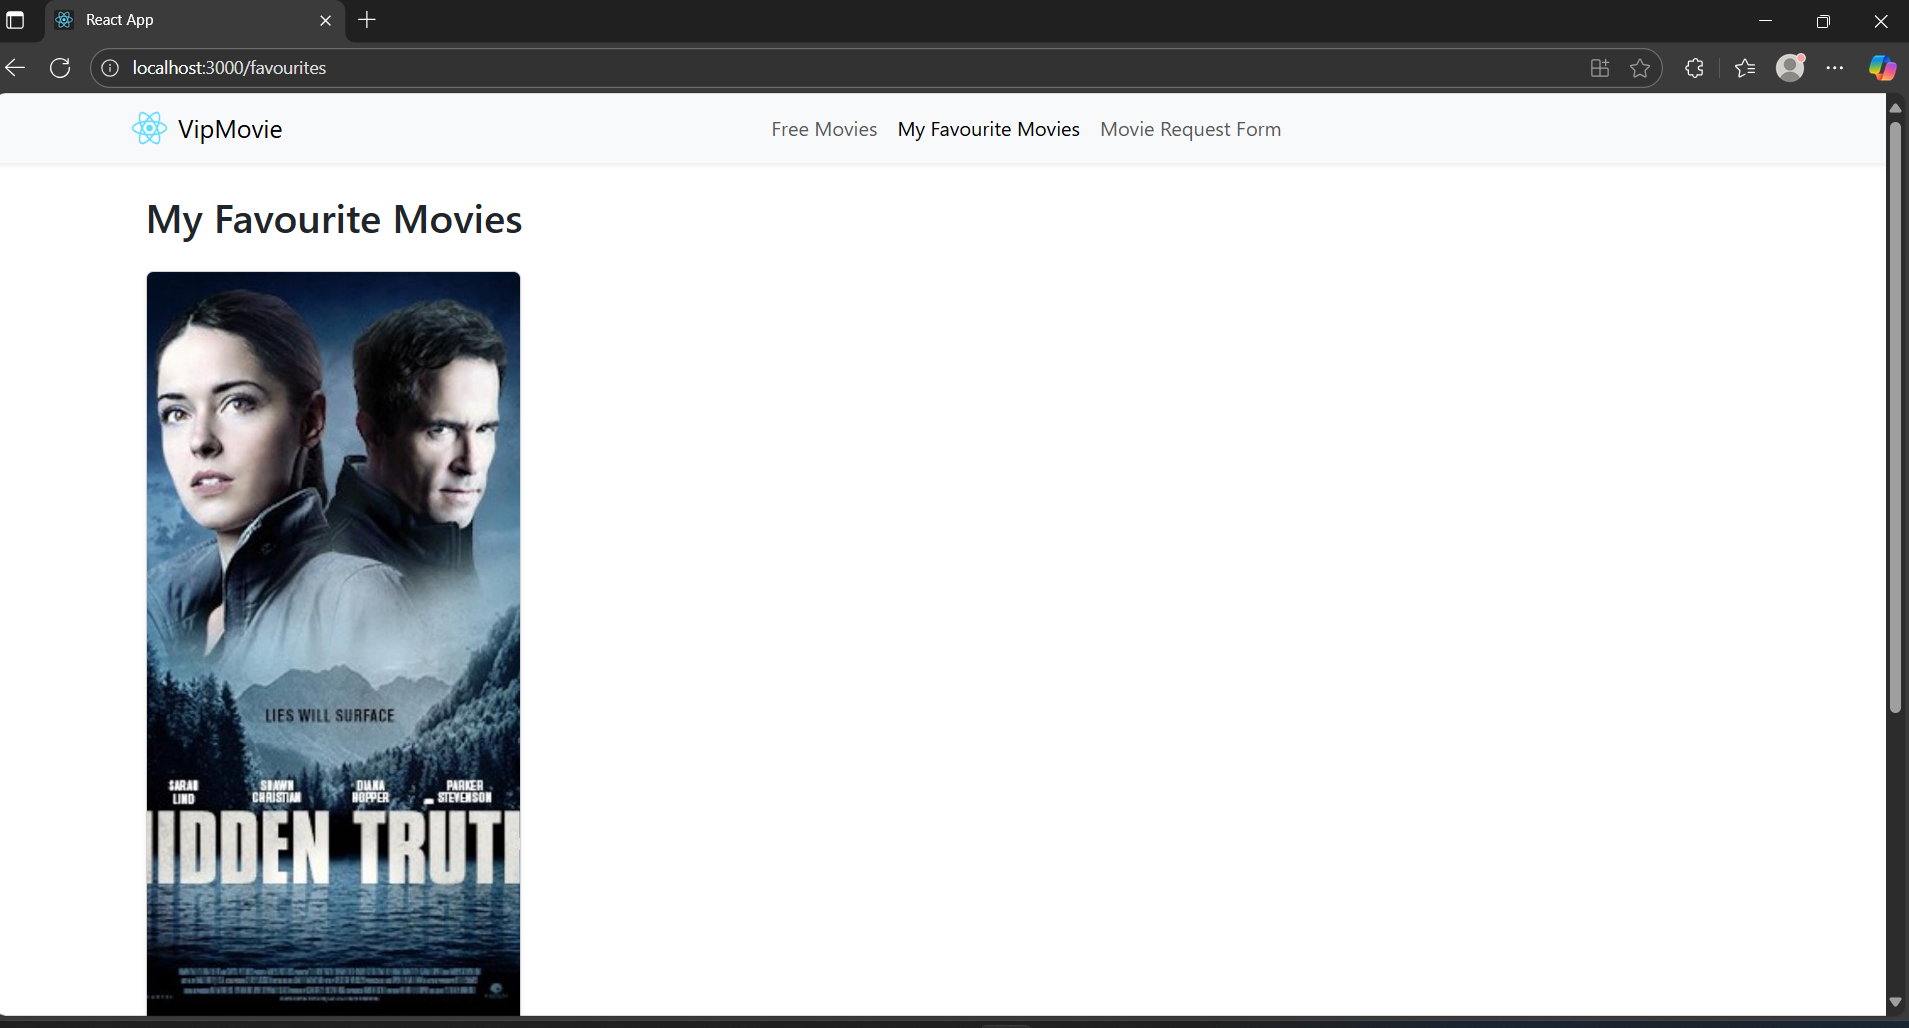 React App
localhost:3000/favourites
VipMovie
Free Movies My Favourite Movies Movie Request Form
My Favourite Movies
LIES WILL SURFACE
SARAH SHAWN DIANA PARKER
LIND CHRISTIAN HOPPER STEVENSON
IDDEN TRUT